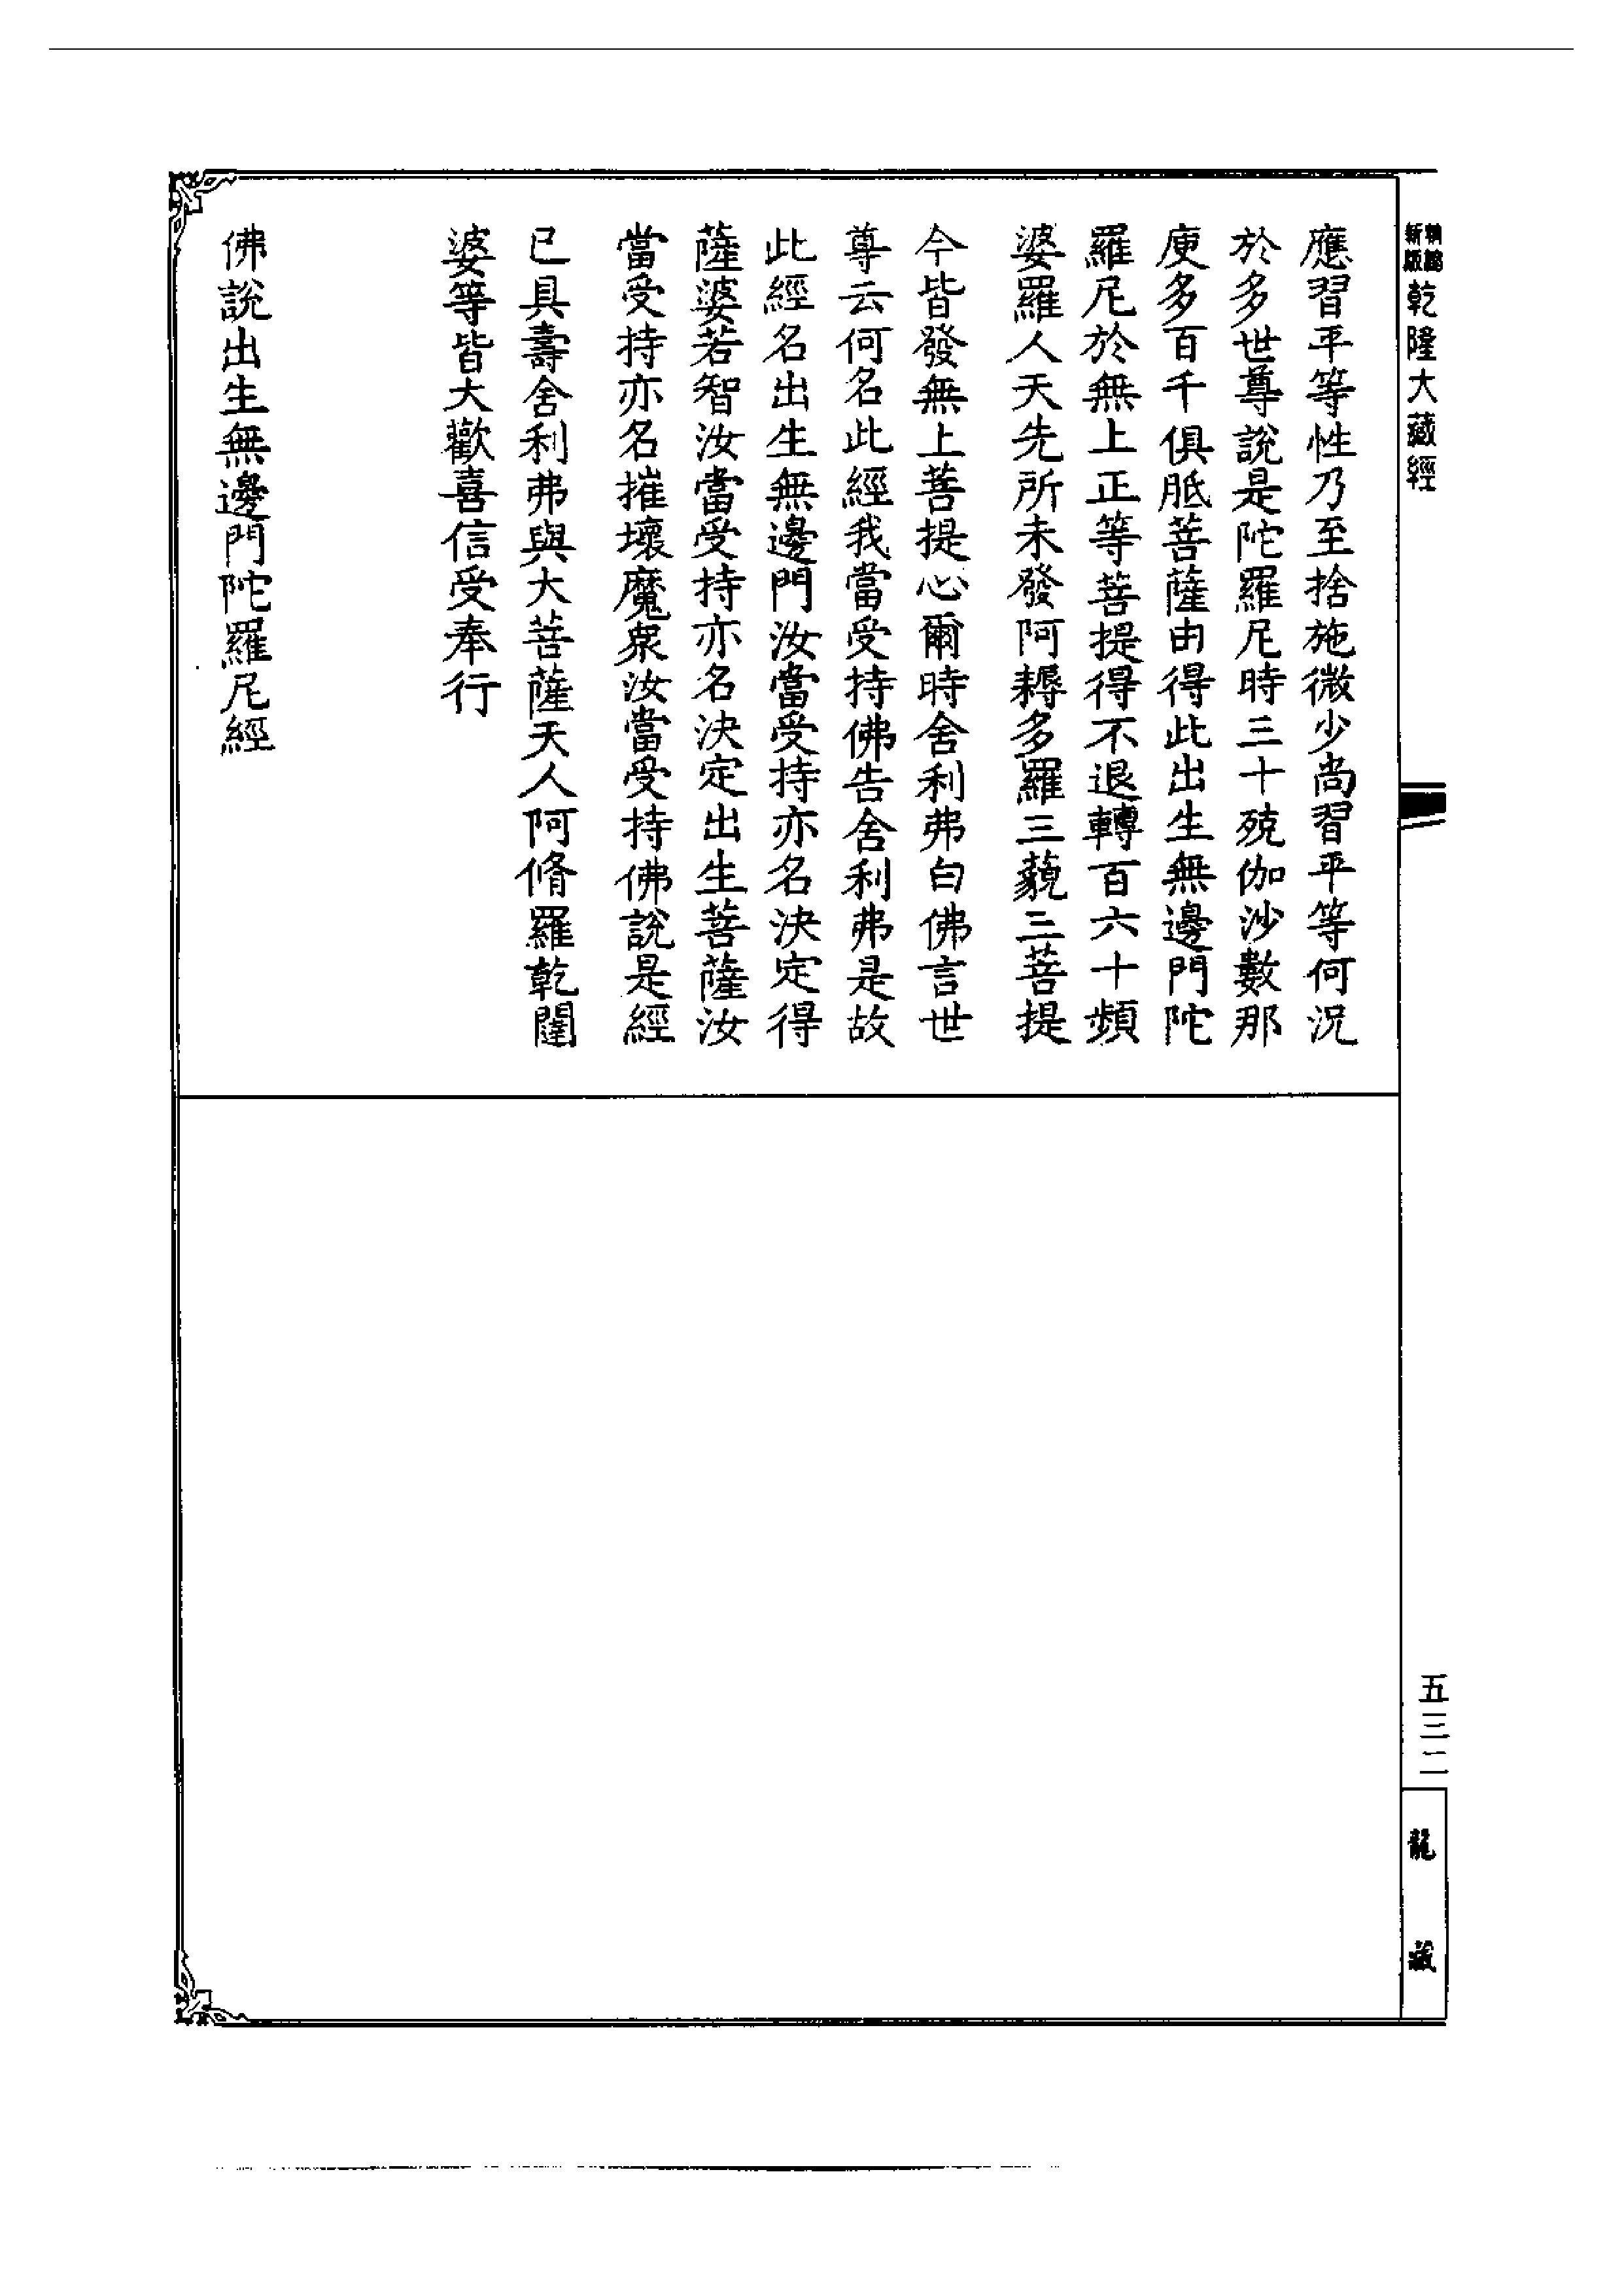 新版
乾隆大藏經
應習平等性乃至捨施微少尚習平等何況
於多世尊說是陀羅尼時三十殑伽沙數那
庾多百千俱胝菩薩由得此出生無邊門陀
羅尼於無上正等菩提得不退轉百六十頻
婆羅人天先所未發阿耨多羅三藐三菩提
今皆發無上菩提心爾時舍利弗白佛言世
尊云何名此經我當受持佛告舍利弗是故
此經名出生無邊門汝當受持亦名決定得
薩婆若智汝當受持亦名決定出生菩薩汝
當受持亦名摧壞魔衆汝當受持佛說是經
已具壽舍利弗與大菩薩天人阿脩羅乾闥
婆等皆大歡喜信受奉行
佛說出生無邊門陀羅尼經
五三二
龍藏